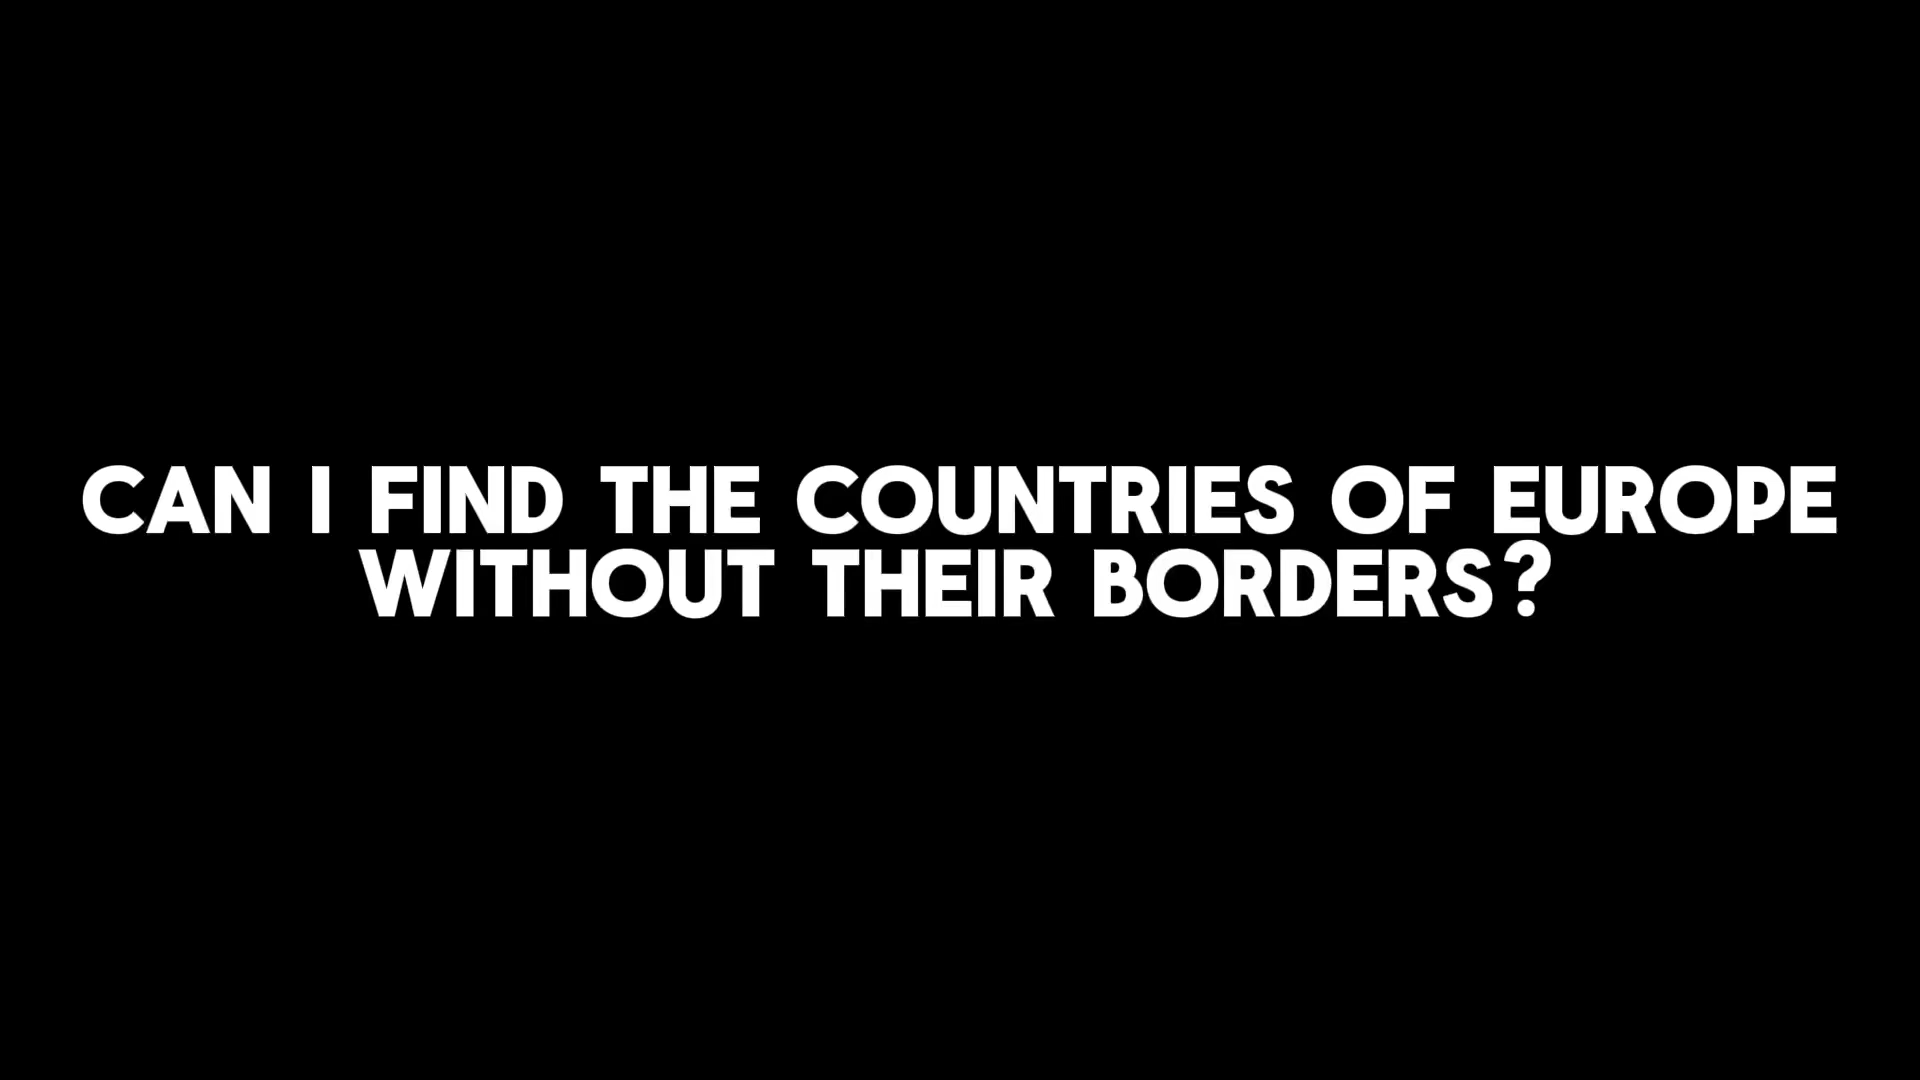 CAN I FIND THE COUNTRIES OF EUROPE
WITHOUT THEIR BORDERS?